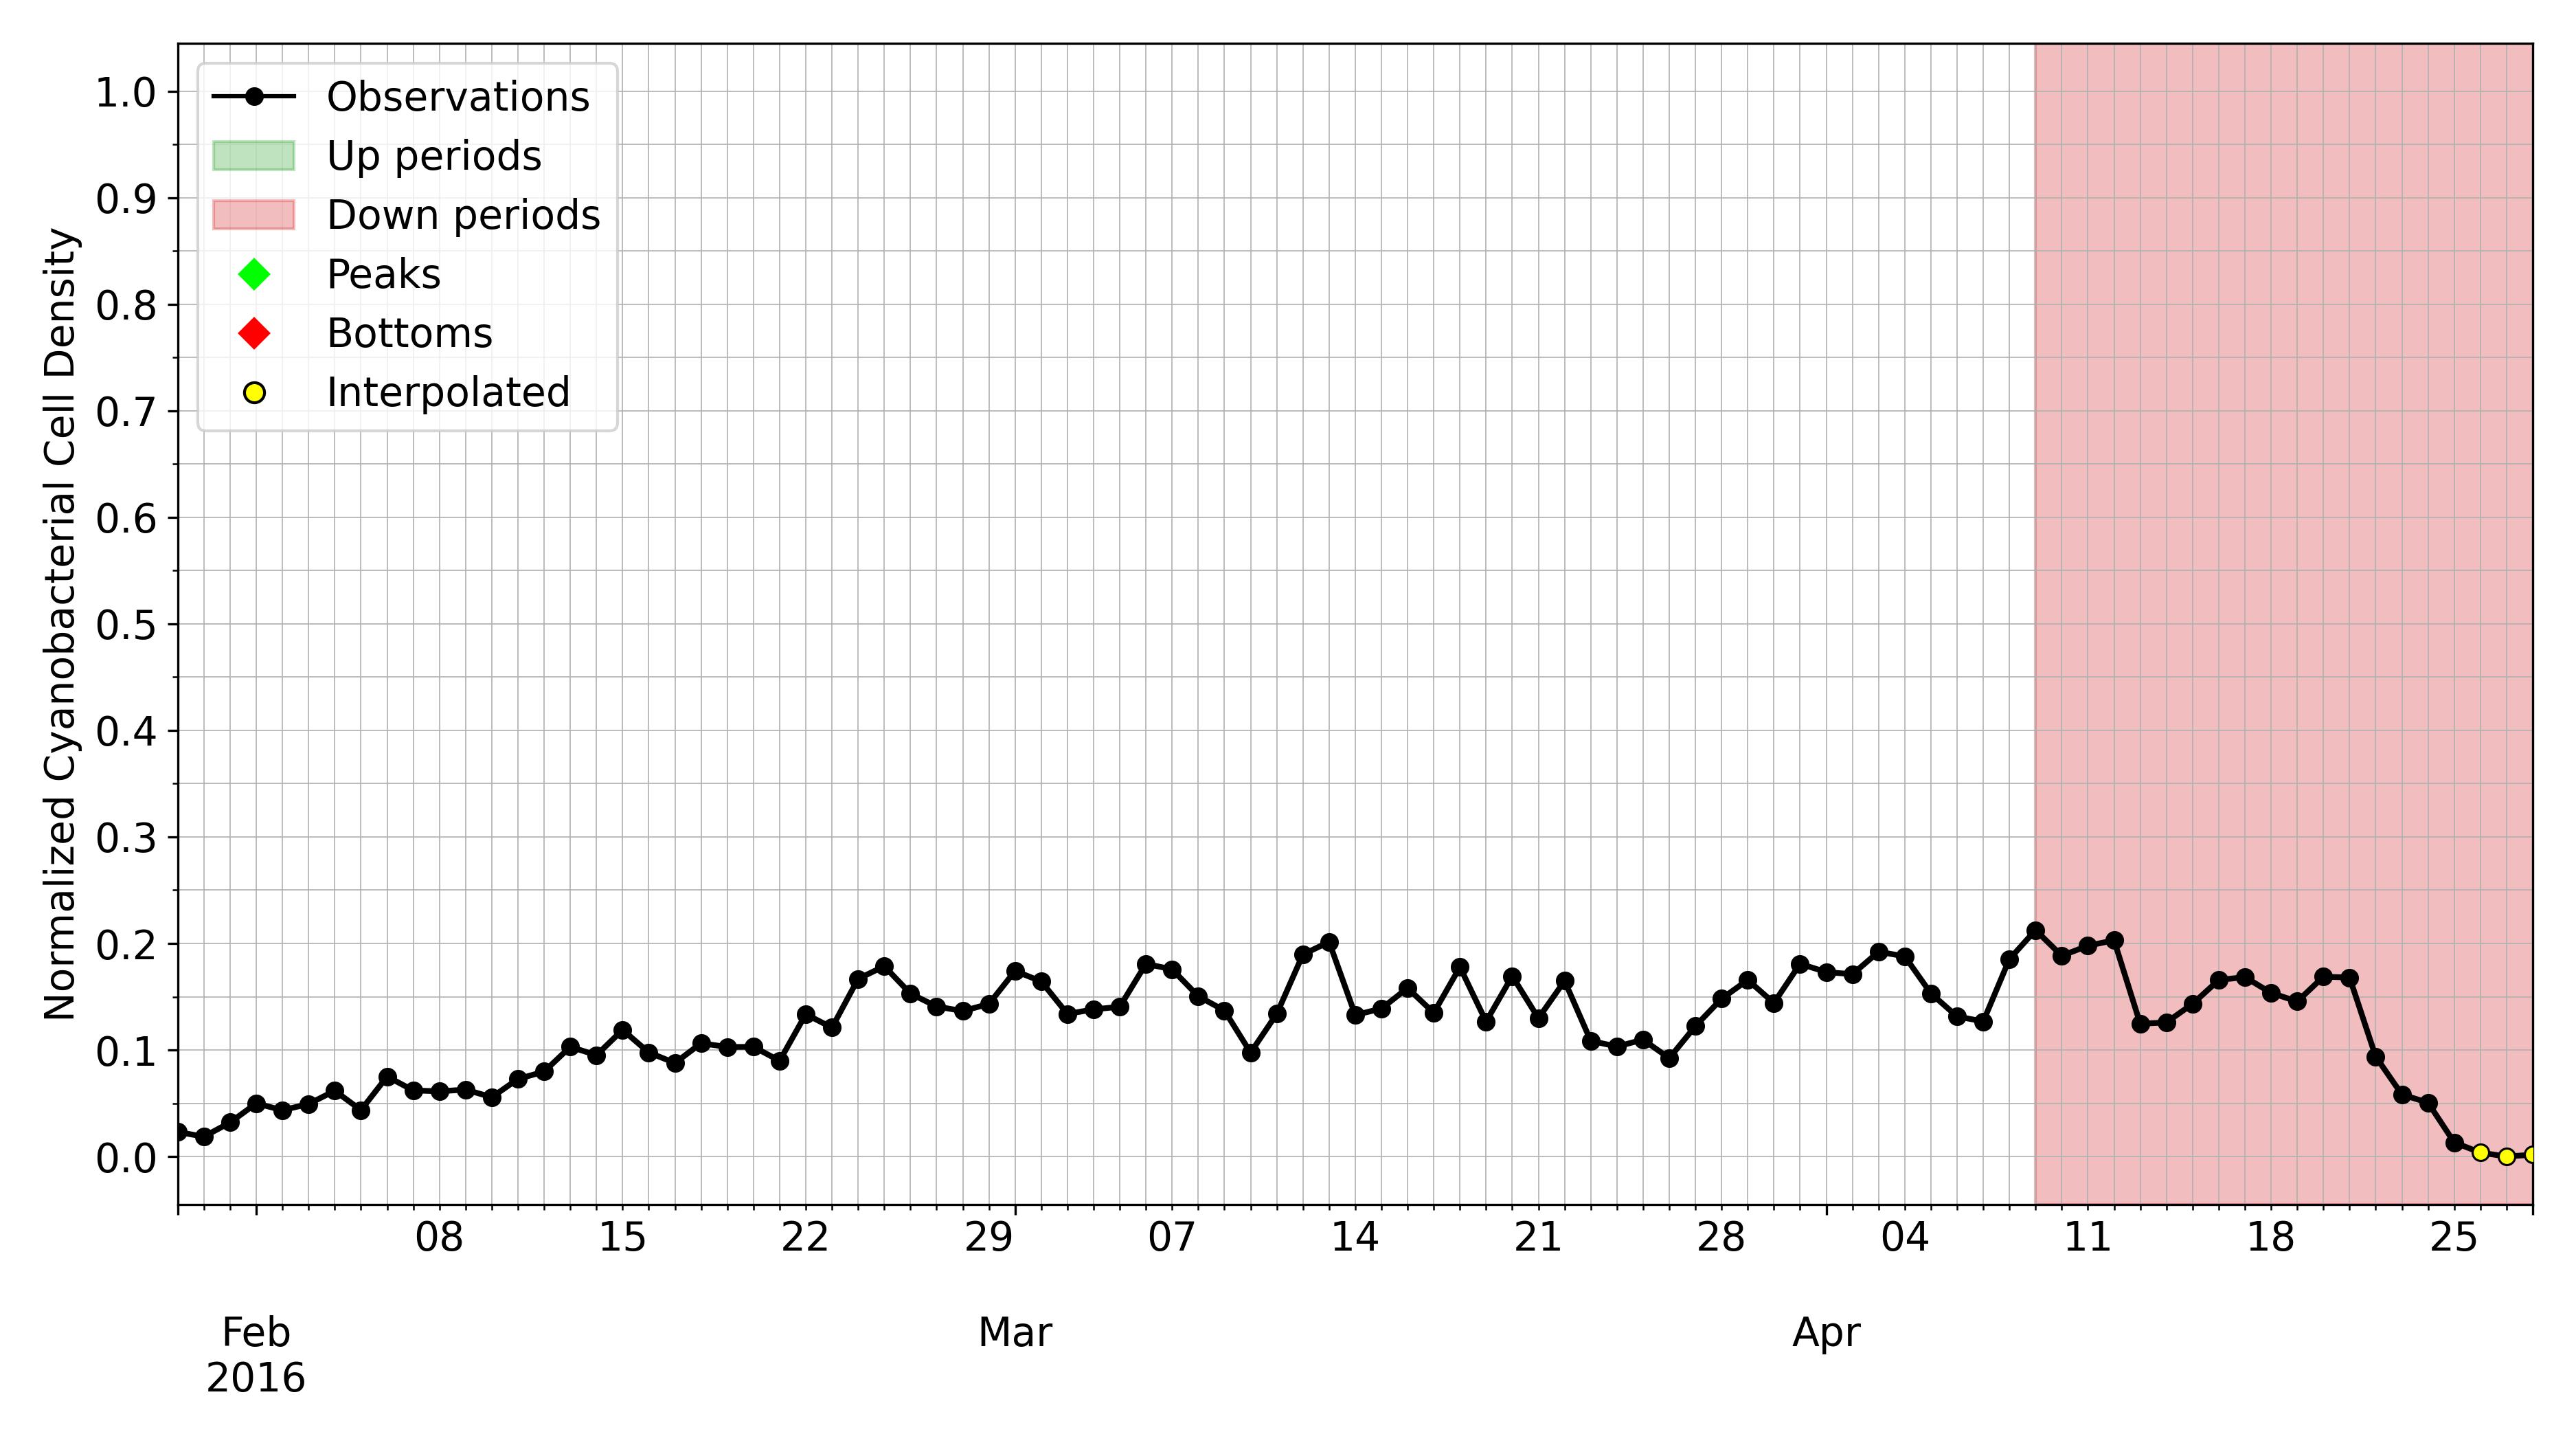 Normalized Cyanobacterial Cell Density
1.0
0.9
0.8
0.7
0.6
0.5
0.4
0.3
0.2
0.1
0.0
Observations
Up periods
Down periods
Peaks
Bottoms
Interpolated
08 15 22 29 07 14 21 28 04 11 18 25
Feb Mar Apr
2016